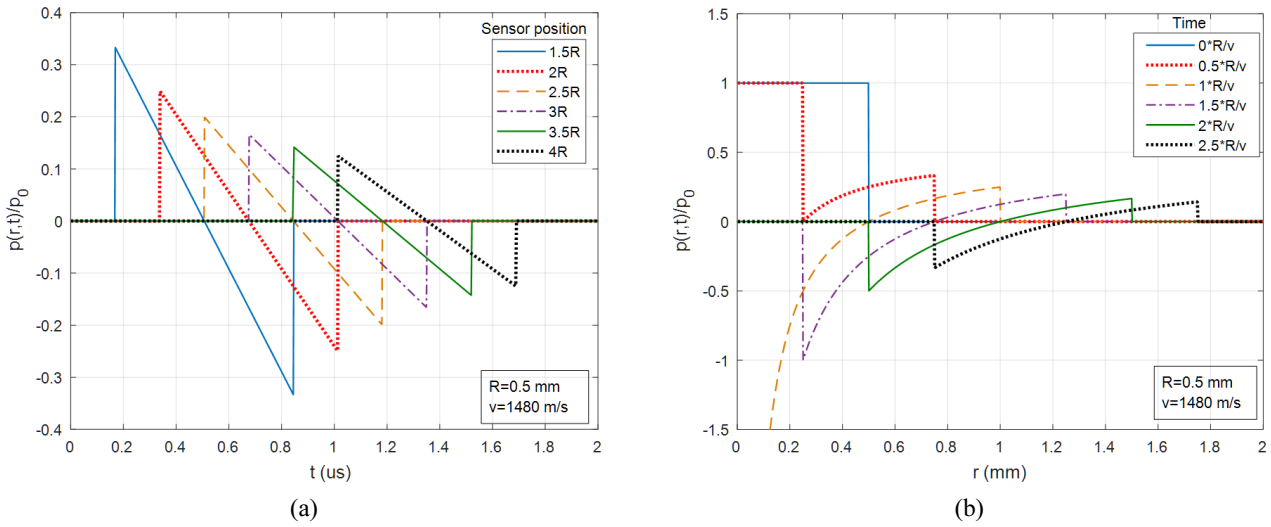 Sensor position
1.5R
2R
2.5R
3R
3.5R
4R
0.4
0.3
0.2
0.1
0
-0.1
-0.2
-0.3
-0.4
p(r,t)/p0
R=0.5 mm
v=1480 m/s
0 0.2 0.4 0.6 0.8 1 1.2 1.4 1.6 1.8 2
t (us)
(a)
Time
0*R/v
0.5*R/v
1*R/v
1.5*R/v
2*R/v
2.5*R/v
1.5
1
0.5
0
-0.5
-1
-1.5
p(r,t)/p0
R=0.5 mm
v=1480 m/s
0 0.2 0.4 0.6 0.8 1 1.2 1.4 1.6 1.8 2
r (mm)
(b)